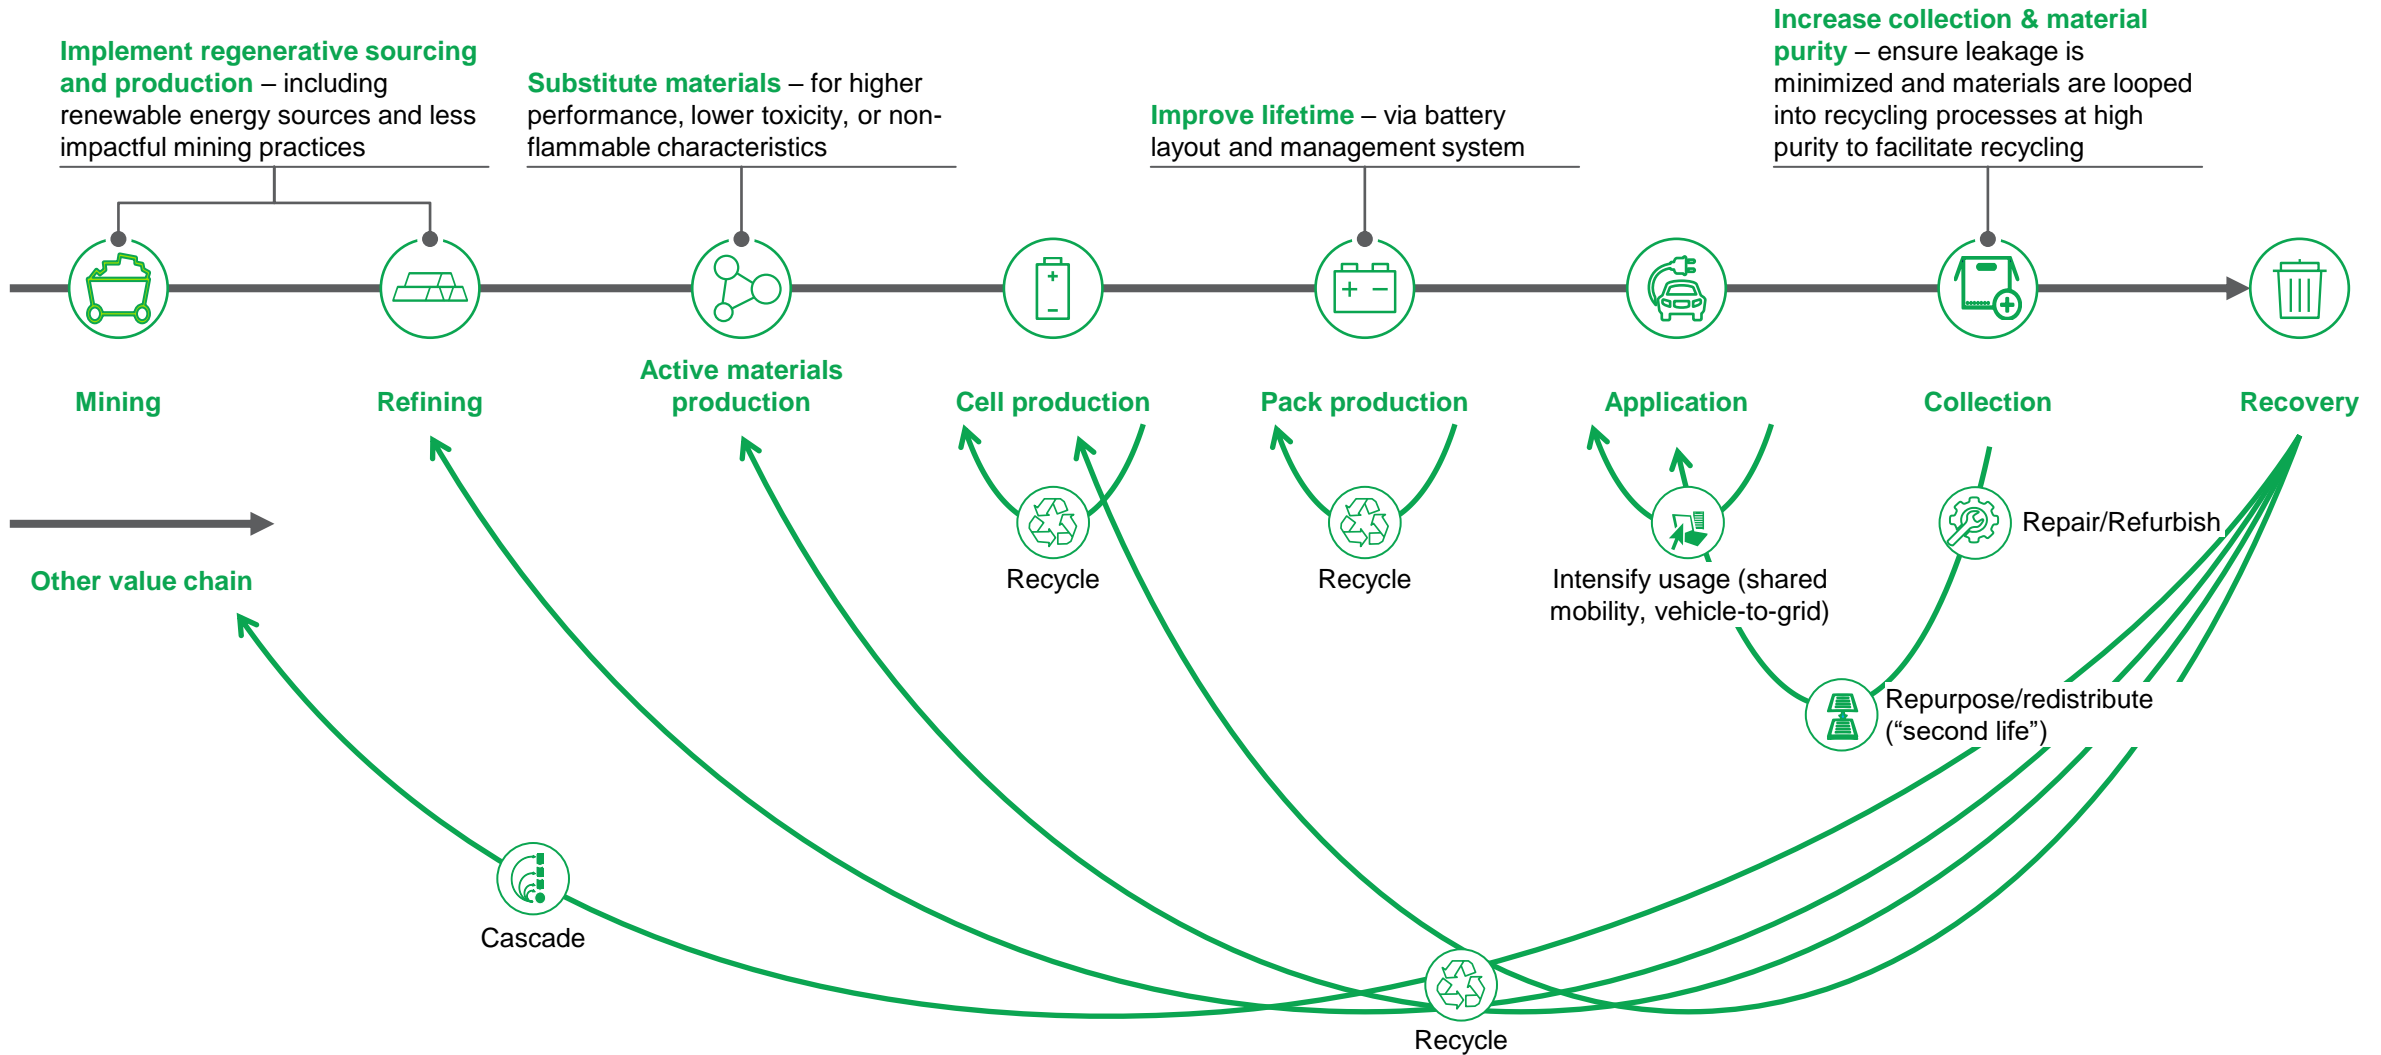 Implement regenerative sourcing
and production – including
renewable energy sources and less
impactful mining practices
Substitute materials – for higher
performance, lower toxicity, or non-
flammable characteristics
Improve lifetime – via battery
layout and management system
Increase collection & material
purity – ensure leakage is
minimized and materials are looped
into recycling processes at high
purity to facilitate recycling
Mining
Refining
Active materials
production
Cell production
Pack production
Application
Collection
Recovery
Other value chain
Recycle
Recycle
Intensify usage (shared
mobility, vehicle-to-grid)
Repair/Refurbish
Repurpose/redistribute
(“second life”)
Cascade
Recycle